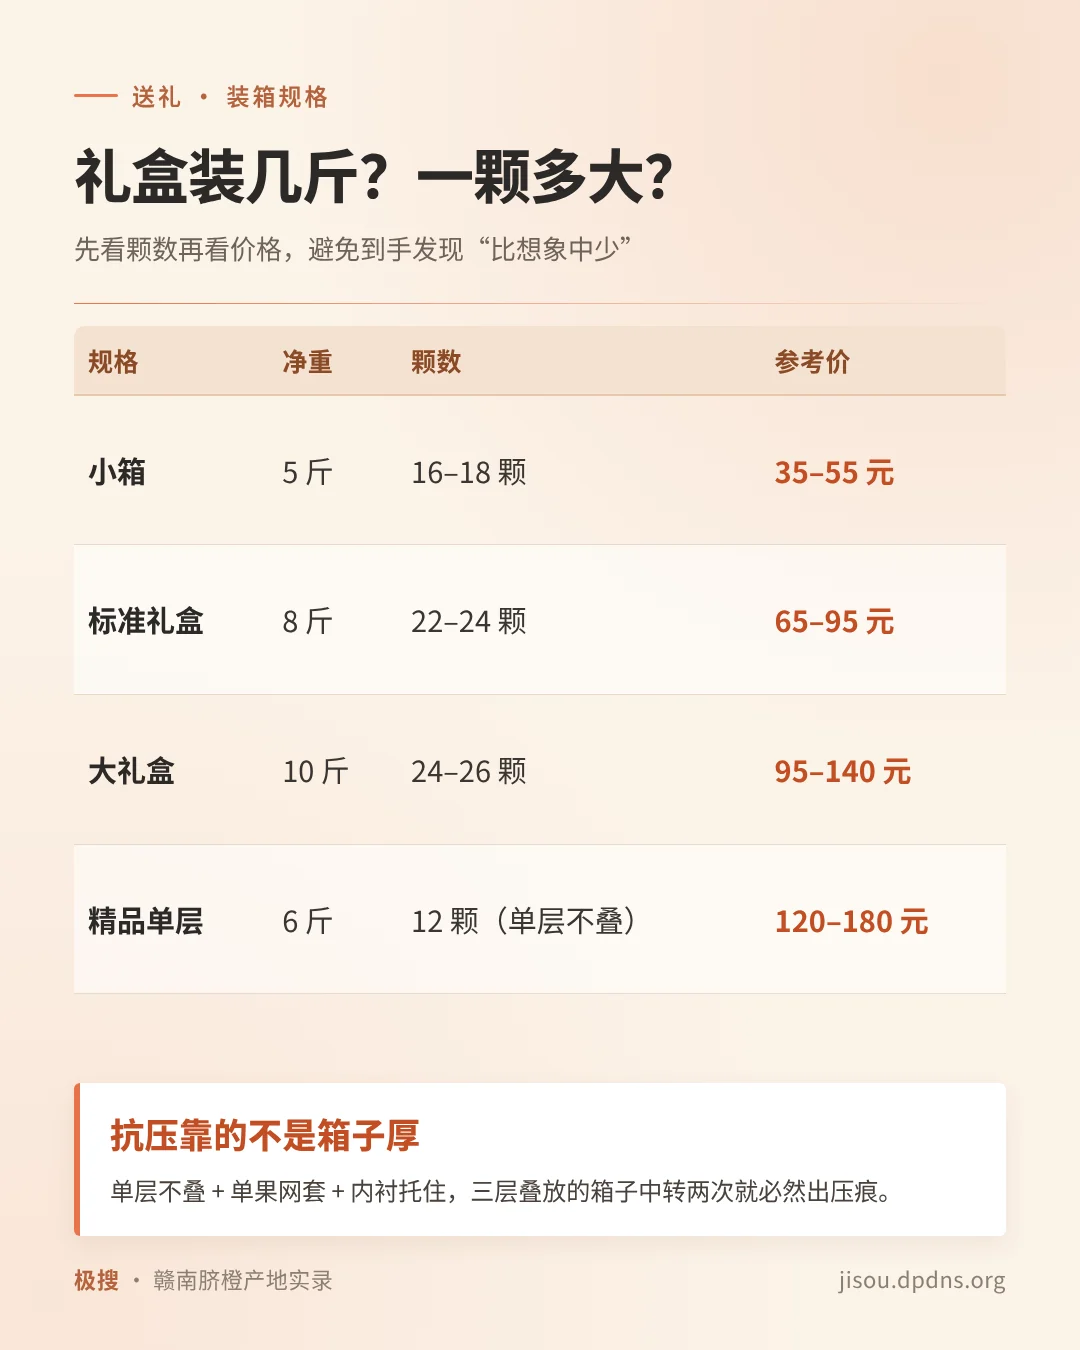 送礼 · 装箱规格
礼盒装几斤？一颗多大？
先看颗数再看价格，避免到手发现“比想象中少”
规格 净重 颗数 参考价
小箱 5 斤 16–18 颗 35–55 元
标准礼盒 8 斤 22–24 颗 65–95 元
大礼盒 10 斤 24–26 颗 95–140 元
精品单层 6 斤 12 颗（单层不叠） 120–180 元
抗压靠的不是箱子厚
单层不叠 + 单果网套 + 内衬托住，三层叠放的箱子中转两次就必然出压痕。
极搜 · 赣南脐橙产地实录 jisou.dpdns.org